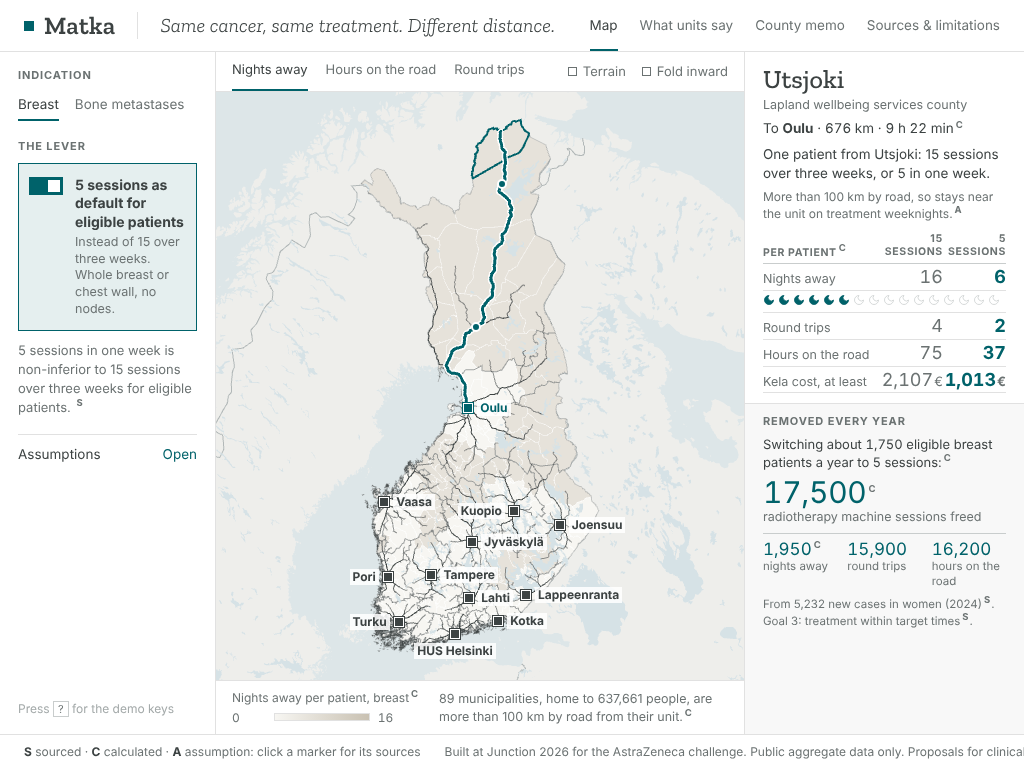 Matka
Same cancer, same treatment. Different distance.
Map
What units say
County memo
Sources & limitations
INDICATION
Breast
Bone metastases
THE LEVER
5 sessions as
default for
eligible patients
Instead of 15 over
three weeks.
Whole breast or
chest wall, no
nodes.
5 sessions in one week is
non-inferior to 15 sessions
over three weeks for eligible
patients. S
Assumptions
Open
Press ? for the demo keys
Nights away
Hours on the road
Round trips
Terrain
Fold inward
Oulu
Vaasa
Kuopio
Joensuu
Jyväskylä
Pori
Tampere
Lahti
Lappeenranta
Turku
Kotka
HUS Helsinki
Nights away per patient, breast C
0
16
89 municipalities, home to 637,661 people, are
more than 100 km by road from their unit. C
Utsjoki
Lapland wellbeing services county
To Oulu · 676 km · 9 h 22 min C
One patient from Utsjoki: 15 sessions
over three weeks, or 5 in one week.
More than 100 km by road, so stays near
the unit on treatment weeknights. A
PER PATIENT C
15 SESSIONS
5 SESSIONS
Nights away 16 6
Round trips 4 2
Hours on the road 75 37
Kela cost, at least 2,107 € 1,013 €
REMOVED EVERY YEAR
Switching about 1,750 eligible breast
patients a year to 5 sessions: C
17,500 C
radiotherapy machine sessions freed
1,950 C
nights away
15,900
round trips
16,200
hours on the
road
From 5,232 new cases in women (2024) S.
Goal 3: treatment within target times S.
S sourced · C calculated · A assumption: click a marker for its sources
Built at Junction 2026 for the AstraZeneca challenge. Public aggregate data only. Proposals for clinical